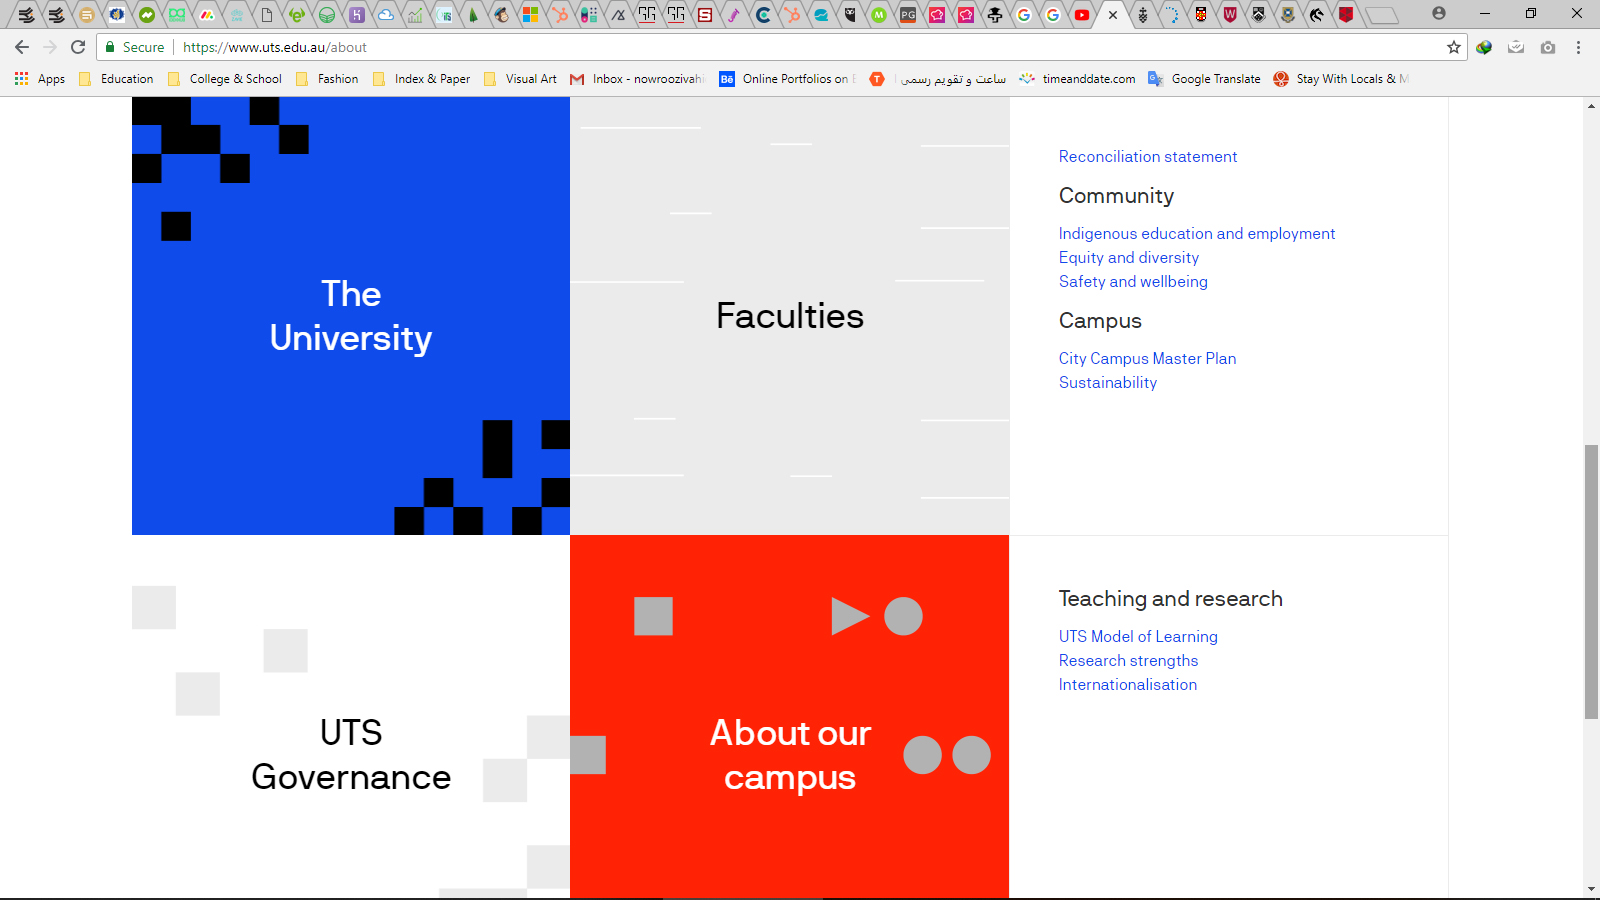 Secure
https://www.uts.edu.au/about
Apps
Education
College & School
Fashion
Index & Paper
Visual Art
Inbox - nowroozivahi
Online Portfolios on
ساعت و تقویم رسمی
timeanddate.com
Google Translate
Stay With Locals & M
The
University
Faculties
Reconciliation statement
Community
Indigenous education and employment
Equity and diversity
Safety and wellbeing
Campus
City Campus Master Plan
Sustainability
UTS
Governance
About our
campus
Teaching and research
UTS Model of Learning
Research strengths
Internationalisation